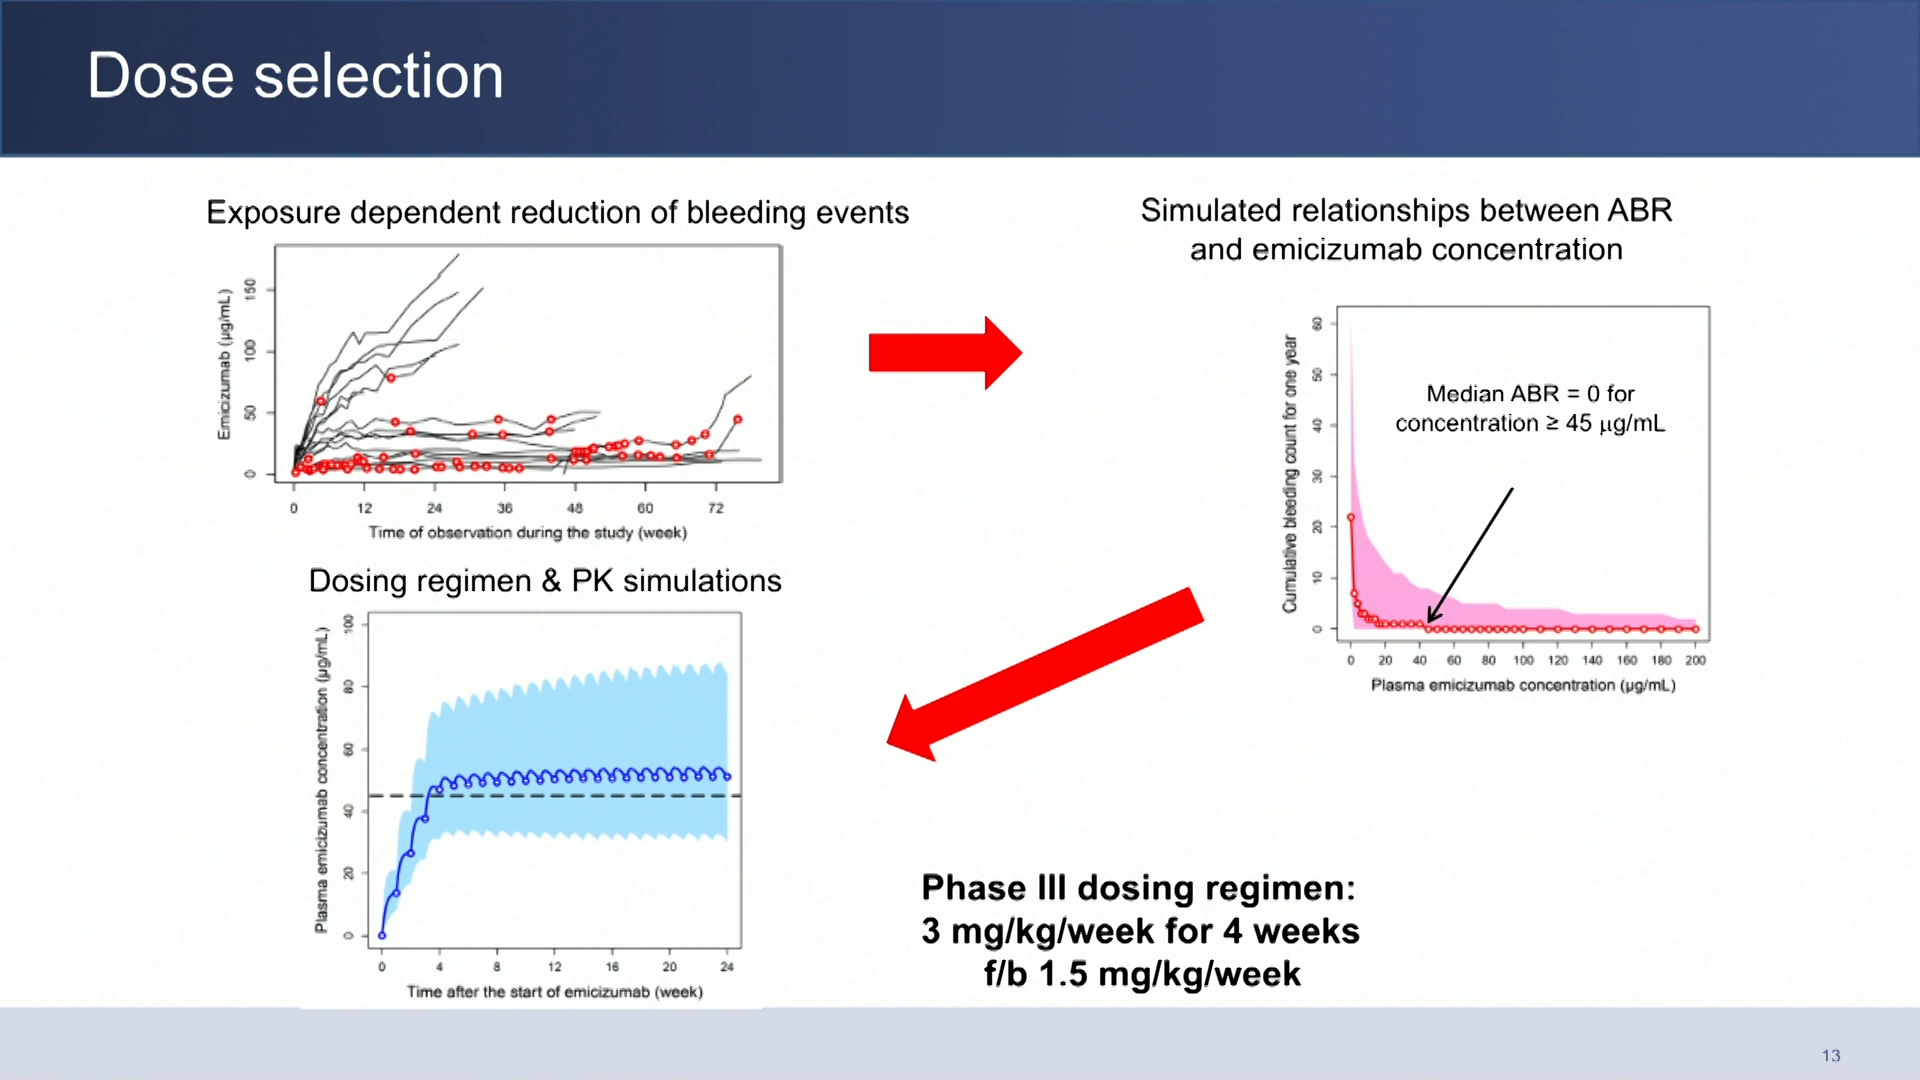 Dose selection
Exposure dependent reduction of bleeding events
Emicizumab (µg/mL)
150
100
50
0
0 12 24 36 48 60 72
Time of observation during the study (week)
Simulated relationships between ABR
and emicizumab concentration
Cumulative bleeding count for one year
60
50
40
30
20
10
0
Median ABR = 0 for
concentration ≥ 45 µg/mL
0 20 40 60 80 100 120 140 160 180 200
Plasma emicizumab concentration (µg/mL)
Dosing regimen & PK simulations
Plasma emicizumab concentration (µg/mL)
100
80
60
40
20
0
0 4 8 12 16 20 24
Time after the start of emicizumab (week)
Phase III dosing regimen:
3 mg/kg/week for 4 weeks
f/b 1.5 mg/kg/week
13